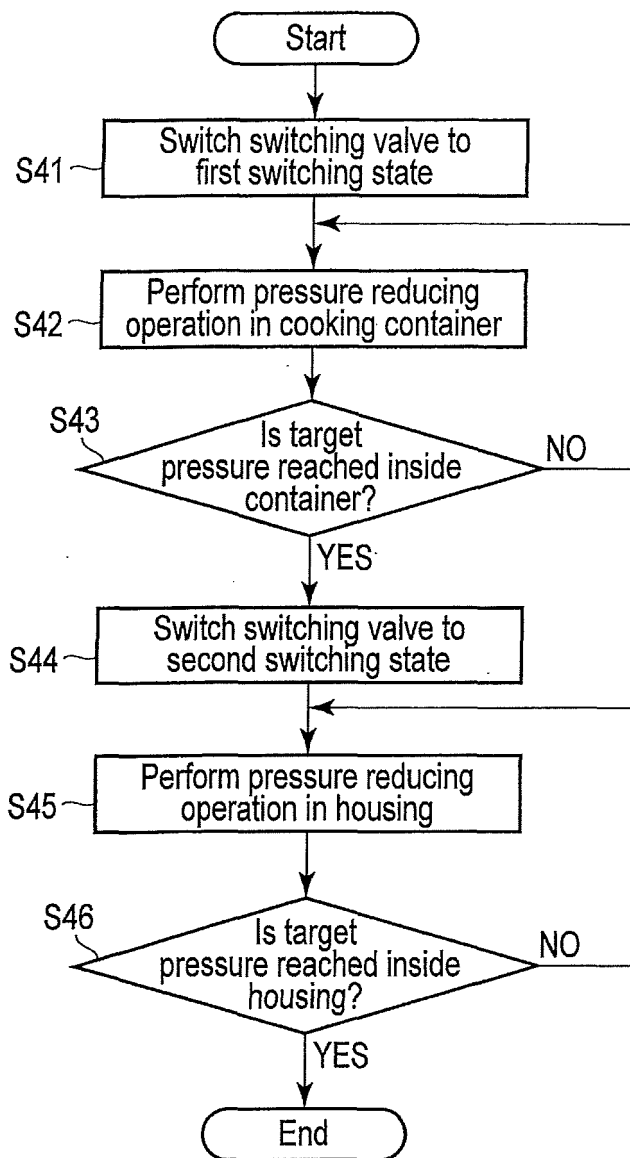 Start
S41
Switch switching valve to
first switching state
S42
Perform pressure reducing
operation in cooking container
S43
Is target
pressure reached inside
container?
NO
YES
S44
Switch switching valve to
second switching state
S45
Perform pressure reducing
operation in housing
S46
Is target
pressure reached inside
housing?
NO
YES
End